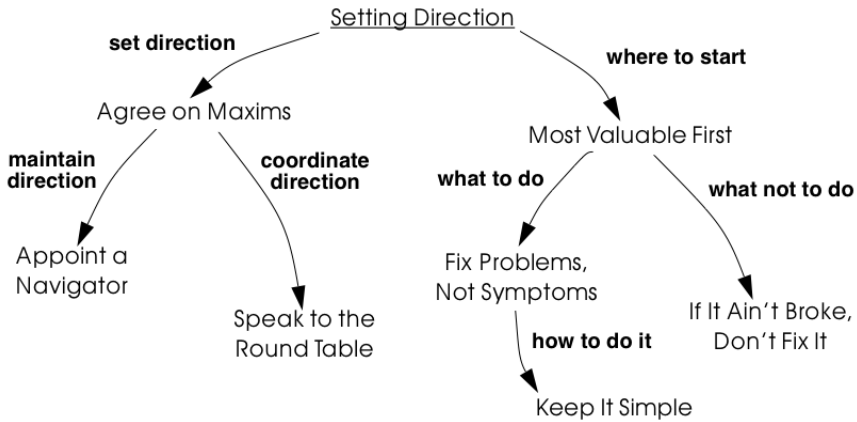 Setting Direction
set direction
where to start
Agree on Maxims
Most Valuable First
maintain
direction
coordinate
direction
what to do
what not to do
Appoint a
Navigator
Fix Problems,
Not Symptoms
Speak to the
Round Table
If It Ain't Broke,
Don't Fix It
how to do it
Keep It Simple